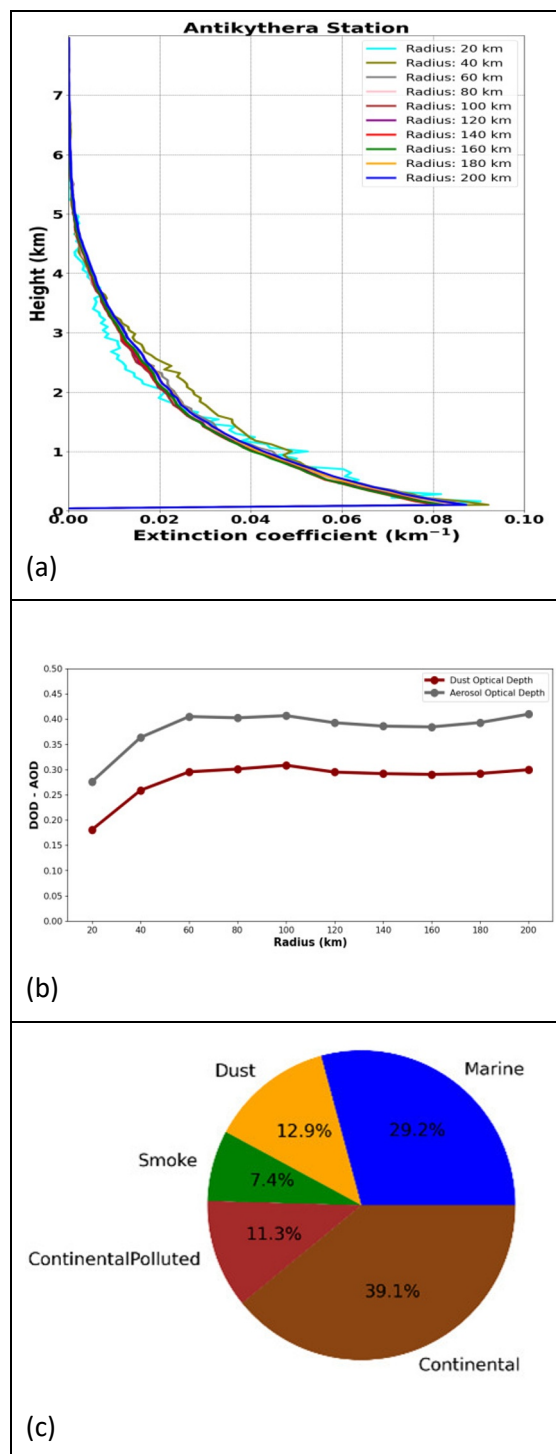 Antikythera Station
Radius: 20 km
Radius: 40 km
Radius: 60 km
Radius: 80 km
Radius: 100 km
Radius: 120 km
Radius: 140 km
Radius: 160 km
Radius: 180 km
Radius: 200 km
7
6
5
4
3
2
1
0
Height (km)
0.00 0.02 0.04 0.06 0.08 0.10
Extinction coefficient (km⁻¹)
(a)
0.50
0.45
0.40
0.35
0.30
0.25
0.20
0.15
0.10
0.05
0.00
DOD - AOD
Dust Optical Depth
Aerosol Optical Depth
20 40 60 80 100 120 140 160 180 200
Radius (km)
(b)
Dust
Marine
12.9%
29.2%
Smoke
7.4%
ContinentalPolluted
11.3%
39.1%
Continental
(c)